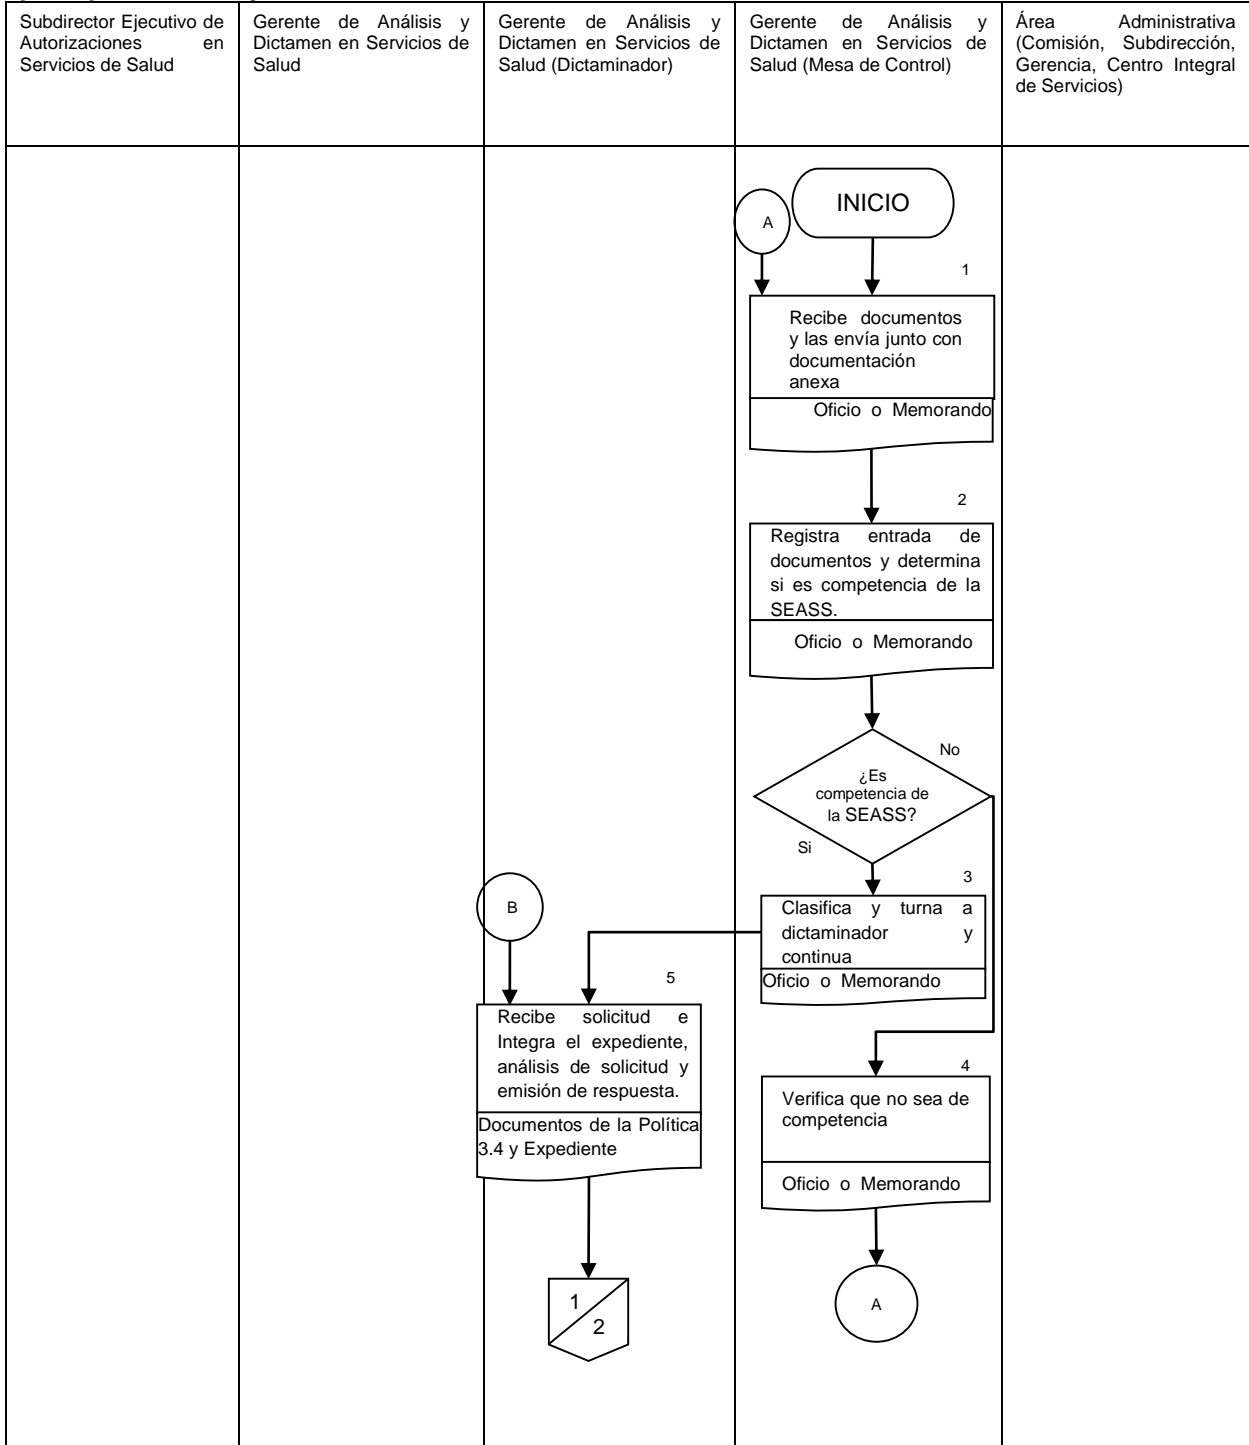 Subdirector Ejecutivo de
Autorizaciones en
Servicios de Salud
Gerente de Análisis y
Dictamen en Servicios de
Salud
Gerente de Análisis y
Dictamen en Servicios de
Salud (Dictaminador)
Gerente de Análisis y
Dictamen en Servicios de
Salud (Mesa de Control)
Área Administrativa
(Comisión, Subdirección,
Gerencia, Centro Integral
de Servicios)
INICIO
A
1
Recibe documentos
y las envía junto con
documentación
anexa
Oficio o Memorando
2
Registra entrada de
documentos y determina
si es competencia de la
SEASS.
Oficio o Memorando
No
¿Es
competencia de
la SEASS?
Si
3
Clasifica y turna a
dictaminador y
continua
Oficio o Memorando
B
5
Recibe solicitud e
Integra el expediente,
análisis de solicitud y
emisión de respuesta.
Documentos de la Política
3.4 y Expediente
4
Verifica que no sea de
competencia
Oficio o Memorando
1
2
A